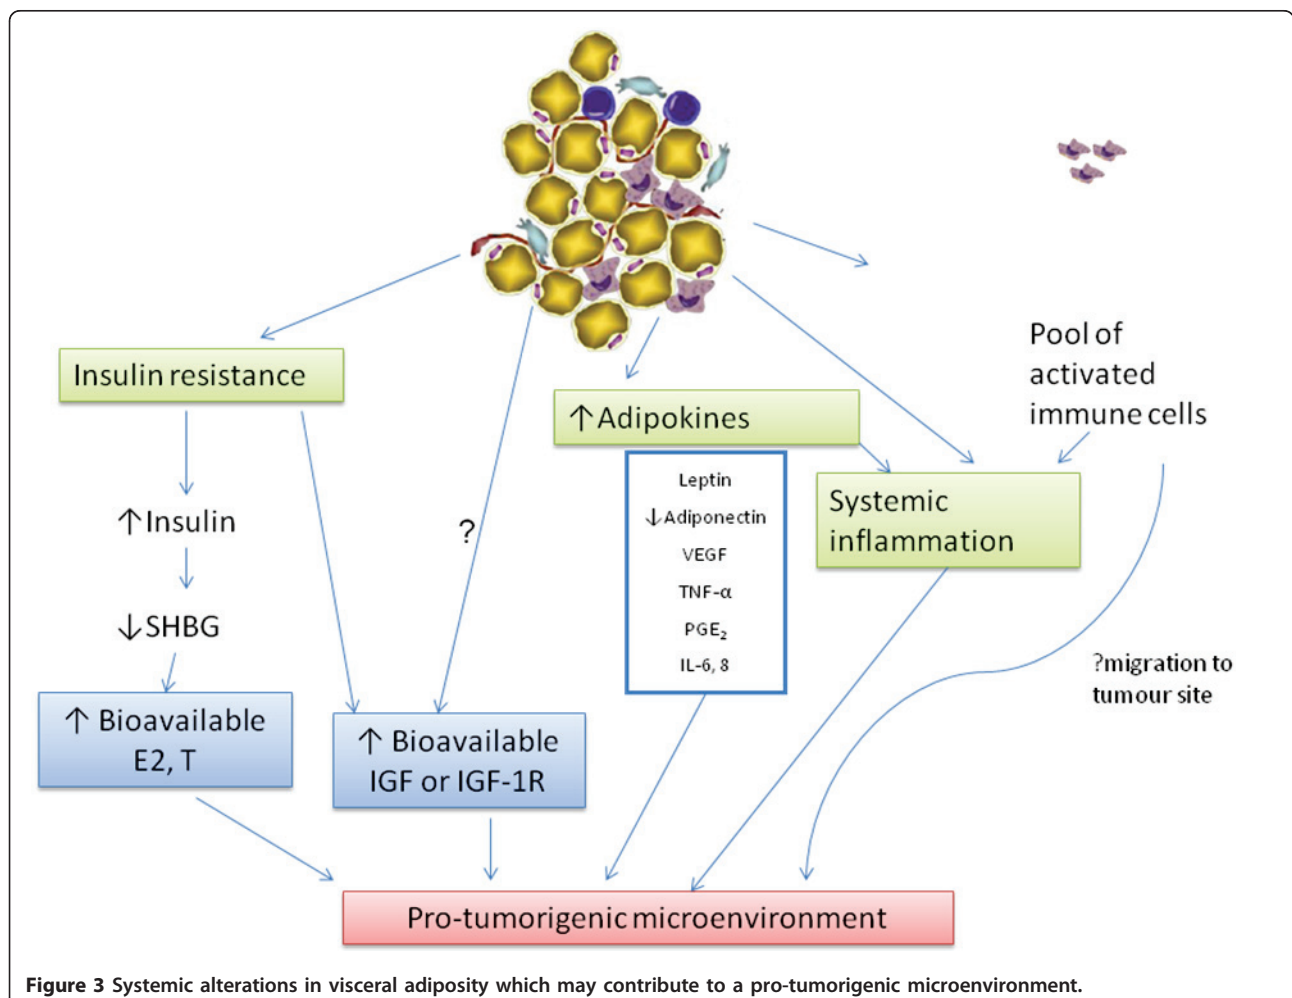 Insulin resistance
↑Insulin
↓SHBG
↑ Bioavailable
E2, T
?
↑ Bioavailable
IGF or IGF-1R
↑Adipokines
Leptin
↓Adiponectin
VEGF
TNF-α
PGE₂
IL-6, 8
Systemic
inflammation
Pool of
activated
immune cells
?migration to
tumour site
Pro-tumorigenic microenvironment
Figure 3 Systemic alterations in visceral adiposity which may contribute to a pro-tumorigenic microenvironment.